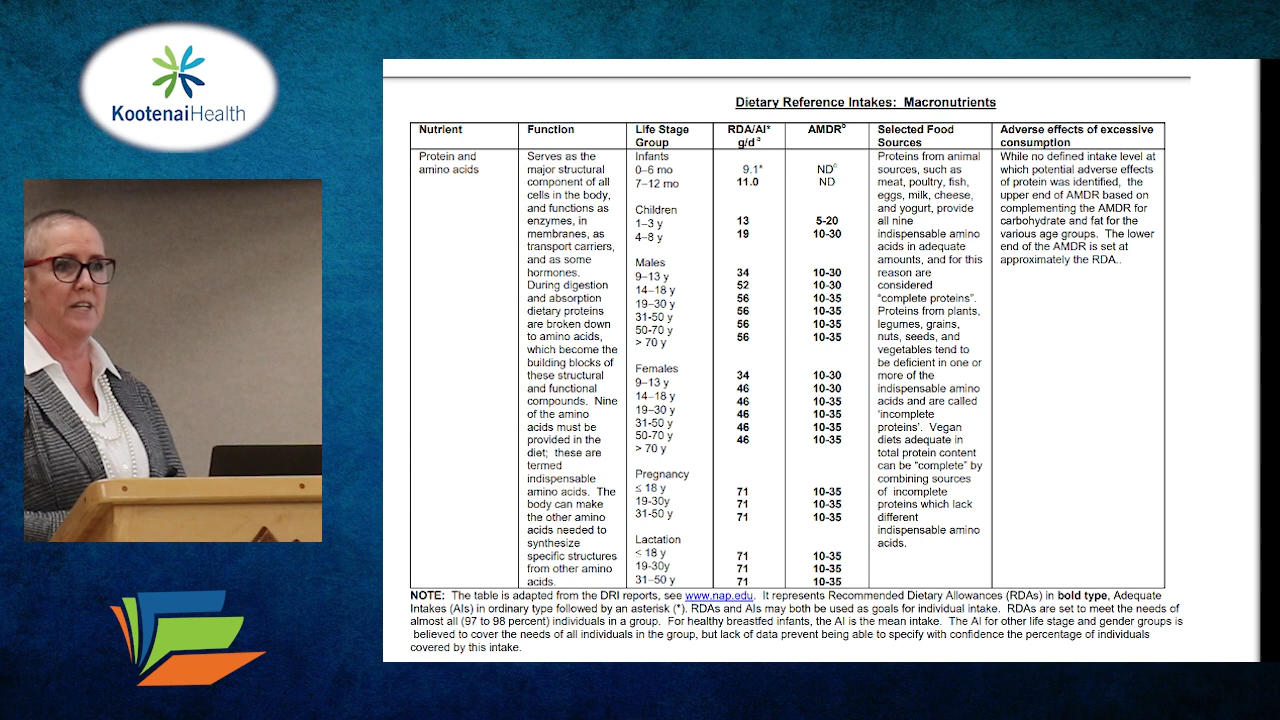 KootenaiHealth
Dietary Reference Intakes: Macronutrients
Nutrient
Function
Life Stage
Group
RDA/AI*
g/d a
AMDR b
Selected Food
Sources
Adverse effects of excessive
consumption
Protein and
amino acids
Serves as the
major structural
component of all
cells in the body,
and functions as
enzymes, in
membranes, as
transport carriers,
and as some
hormones.
During digestion
and absorption
dietary proteins
are broken down
to amino acids,
which become the
building blocks of
these structural
and functional
compounds. Nine
of the amino
acids must be
provided in the
diet; these are
termed
indispensable
amino acids. The
body can make
the other amino
acids needed to
synthesize
specific structures
from other amino
acids.
Infants
0–6 mo
7–12 mo
Children
1–3 y
4–8 y
Males
9–13 y
14–18 y
19–30 y
31-50 y
50-70 y
> 70 y
Females
9–13 y
14–18 y
19–30 y
31-50 y
50-70 y
> 70 y
Pregnancy
≤ 18 y
19-30y
31-50 y
Lactation
≤ 18 y
19-30y
31–50 y
9.1*
11.0
13
19
34
52
56
56
56
56
34
46
46
46
46
46
71
71
71
71
71
71
ND c
ND
5-20
10-30
10-30
10-30
10-35
10-35
10-35
10-35
10-30
10-30
10-35
10-35
10-35
10-35
10-35
10-35
10-35
10-35
10-35
10-35
Proteins from animal
sources, such as
meat, poultry, fish,
eggs, milk, cheese,
and yogurt, provide
all nine
indispensable amino
acids in adequate
amounts, and for this
reason are
considered
“complete proteins”.
Proteins from plants,
legumes, grains,
nuts, seeds, and
vegetables tend to
be deficient in one or
more of the
indispensable amino
acids and are called
‘incomplete
proteins’. Vegan
diets adequate in
total protein content
can be “complete” by
combining sources
of incomplete
proteins which lack
different
indispensable amino
acids.
While no defined intake level at
which potential adverse effects
of protein was identified, the
upper end of AMDR based on
complementing the AMDR for
carbohydrate and fat for the
various age groups. The lower
end of the AMDR is set at
approximately the RDA..
NOTE: The table is adapted from the DRI reports, see www.nap.edu. It represents Recommended Dietary Allowances (RDAs) in bold type, Adequate
Intakes (AIs) in ordinary type followed by an asterisk (*). RDAs and AIs may both be used as goals for individual intake. RDAs are set to meet the needs of
almost all (97 to 98 percent) individuals in a group. For healthy breastfed infants, the AI is the mean intake. The AI for other life stage and gender groups is
believed to cover the needs of all individuals in the group, but lack of data prevent being able to specify with confidence the percentage of individuals
covered by this intake.